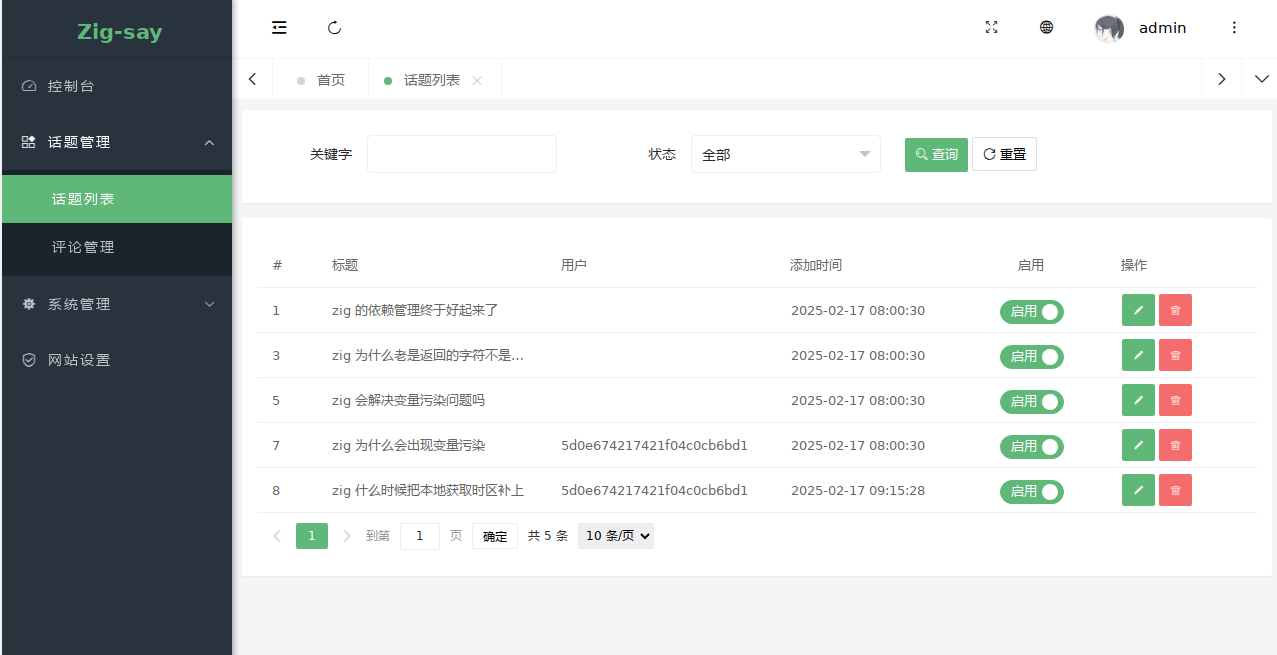 Zig-say
admin
控制台
首页
话题列表
话题管理
话题列表
评论管理
系统管理
网站设置
关键字
状态 全部 查询 重置
# 标题 用户 添加时间 启用 操作
1 zig 的依赖管理终于好起来了 2025-02-17 08:00:30 启用
3 zig 为什么老是返回的字符不是... 2025-02-17 08:00:30 启用
5 zig 会解决变量污染问题吗 2025-02-17 08:00:30 启用
7 zig 为什么会出现变量污染 5d0e674217421f04c0cb6bd1 2025-02-17 08:00:30 启用
8 zig 什么时候把本地获取时区补上 5d0e674217421f04c0cb6bd1 2025-02-17 09:15:28 启用
1 到第 1 页 确定 共 5 条 10 条/页